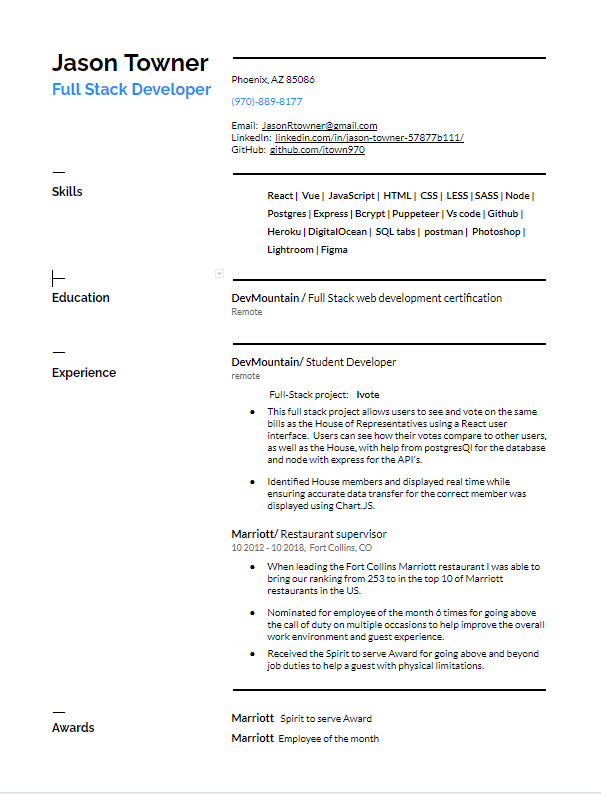 Jason Towner
Full Stack Developer
Phoenix, AZ 85086
(970)-889-8177
Email: JasonRtowner@gmail.com
LinkedIn: linkedin.com/in/jason-towner-57877b111/
GitHub: github.com/jtown970
Skills
React | Vue | JavaScript | HTML | CSS | LESS | SASS | Node |
Postgres | Express | Bcrypt | Puppeteer | Vs code | Github |
Heroku | DigitalOcean | SQL tabs | postman | Photoshop |
Lightroom | Figma
Education
DevMountain / Full Stack web development certification
Remote
Experience
DevMountain/ Student Developer
remote
Full-Stack project: Ivote
● This full stack project allows users to see and vote on the same
bills as the House of Representatives using a React user
interface. Users can see how their votes compare to other users,
as well as the House, with help from postgresQl for the database
and node with express for the API's.
● Identified House members and displayed real time while
ensuring accurate data transfer for the correct member was
displayed using Chart.JS.
Marriott/ Restaurant supervisor
10 2012 - 10 2018, Fort Collins, CO
● When leading the Fort Collins Marriott restaurant I was able to
bring our ranking from 253 to in the top 10 of Marriott
restaurants in the US.
● Nominated for employee of the month 6 times for going above
the call of duty on multiple occasions to help improve the overall
work environment and guest experience.
● Received the Spirit to serve Award for going above and beyond
job duties to help a guest with physical limitations.
Awards
Marriott Spirit to serve Award
Marriott Employee of the month